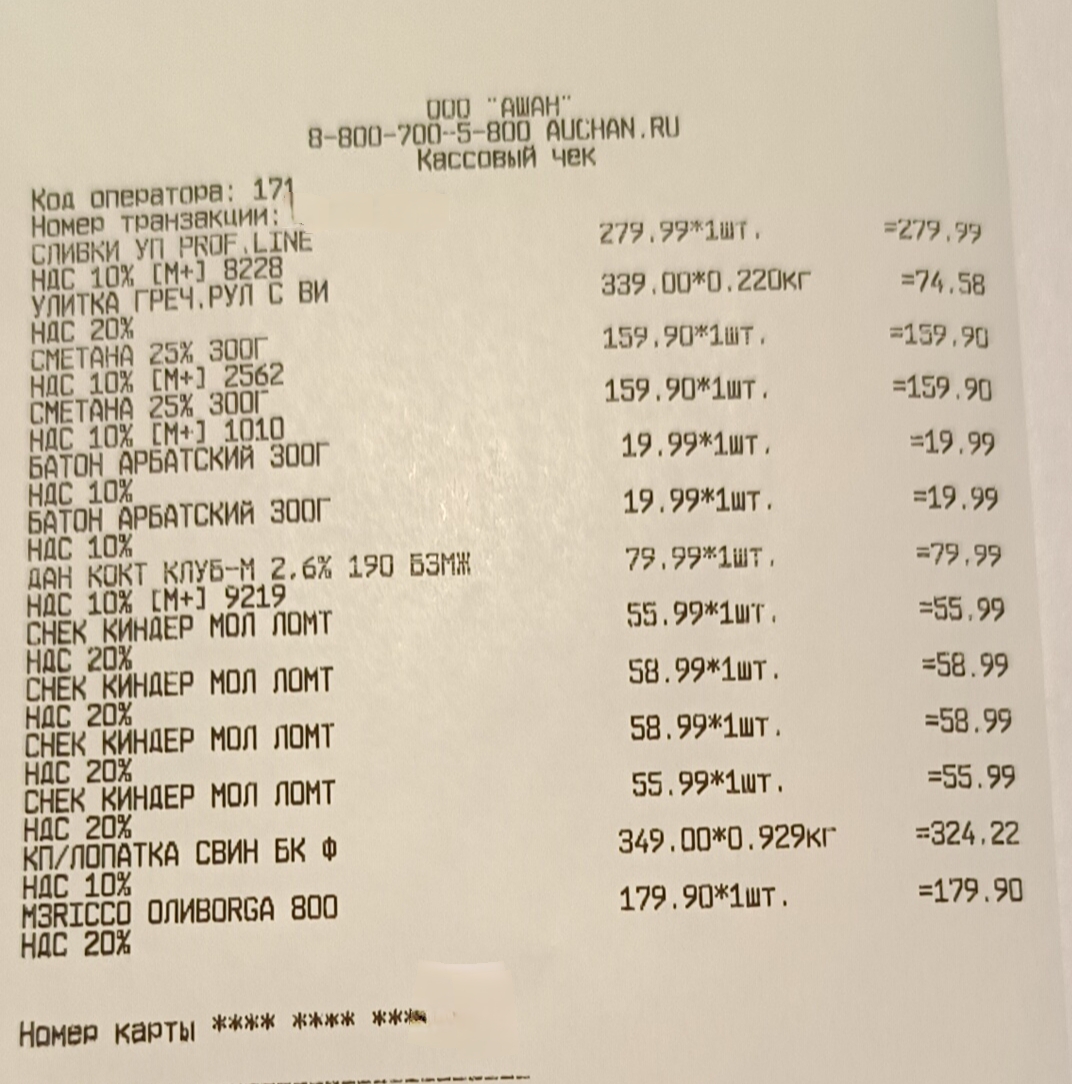 ООО "АШАН"
8-800-700-5-800 AUCHAN.RU
Кассовый чек
Код оператора: 171
Номер транзакции:
СЛИВКИ УП PROF.LINE 279.99*1шт. =279.99
НДС 10% [М+] 8228
УЛИТКА ГРЕЧ.РУЛ С ВИ 339.00*0.220кг =74.58
НДС 20%
СМЕТАНА 25% 300Г 159.90*1шт. =159.90
НДС 10% [М+] 2562
СМЕТАНА 25% 300Г 159.90*1шт. =159.90
НДС 10% [М+] 1010
БАТОН АРБАТСКИЙ 300Г 19.99*1шт. =19.99
НДС 10%
БАТОН АРБАТСКИЙ 300Г 19.99*1шт. =19.99
НДС 10%
ДАН КОКТ КЛУБ-М 2.6% 190 БЗМЖ 79.99*1шт. =79.99
НДС 10% [М+] 9219
СНЕК КИНДЕР МОЛ ЛОМТ 55.99*1шт. =55.99
НДС 20%
СНЕК КИНДЕР МОЛ ЛОМТ 58.99*1шт. =58.99
НДС 20%
СНЕК КИНДЕР МОЛ ЛОМТ 58.99*1шт. =58.99
НДС 20%
СНЕК КИНДЕР МОЛ ЛОМТ 55.99*1шт. =55.99
НДС 20%
КП/ЛОПАТКА СВИН БК Ф 349.00*0.929кг =324.22
НДС 10%
МЗRICCO ОЛИВORGA 800 179.90*1шт. =179.90
НДС 20%
Номер карты **** **** ****